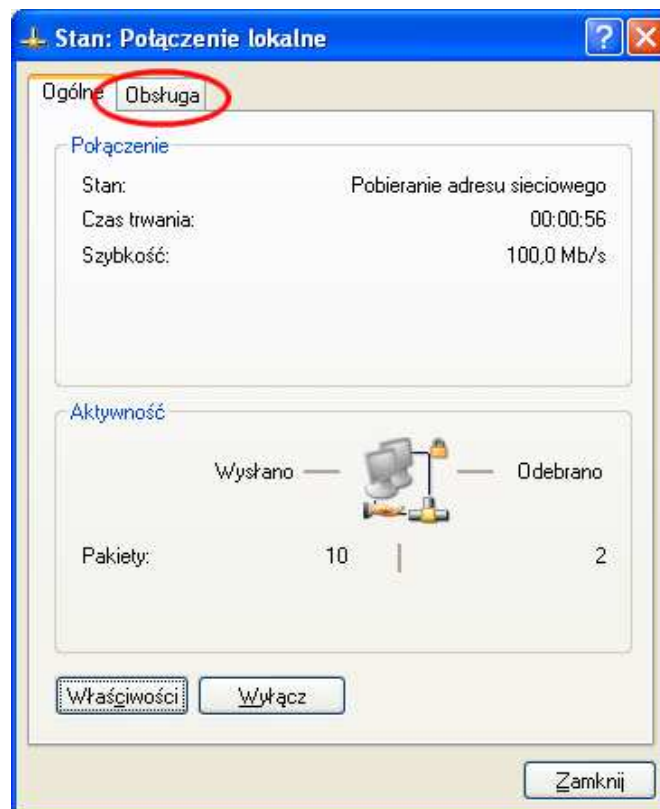 Stan: Połączenie lokalne
Ogólne Obsługa
Połączenie
Stan: Pobieranie adresu sieciowego
Czas trwania: 00:00:56
Szybkość: 100,0 Mb/s
Aktywność
Wysłano Odebrano
Pakiety: 10 2
Właściwości Wyłącz
Zamknij